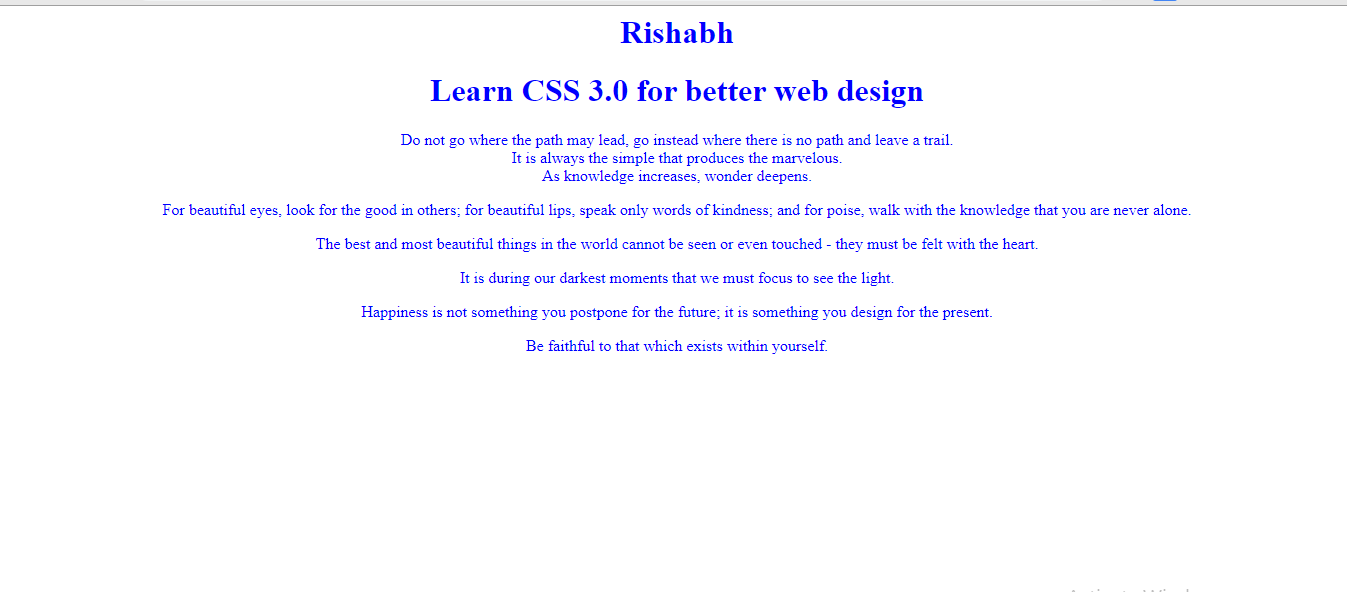 Rishabh
Learn CSS 3.0 for better web design
Do not go where the path may lead, go instead where there is no path and leave a trail.
It is always the simple that produces the marvelous.
As knowledge increases, wonder deepens.
For beautiful eyes, look for the good in others; for beautiful lips, speak only words of kindness; and for poise, walk with the knowledge that you are never alone.
The best and most beautiful things in the world cannot be seen or even touched - they must be felt with the heart.
It is during our darkest moments that we must focus to see the light.
Happiness is not something you postpone for the future; it is something you design for the present.
Be faithful to that which exists within yourself.